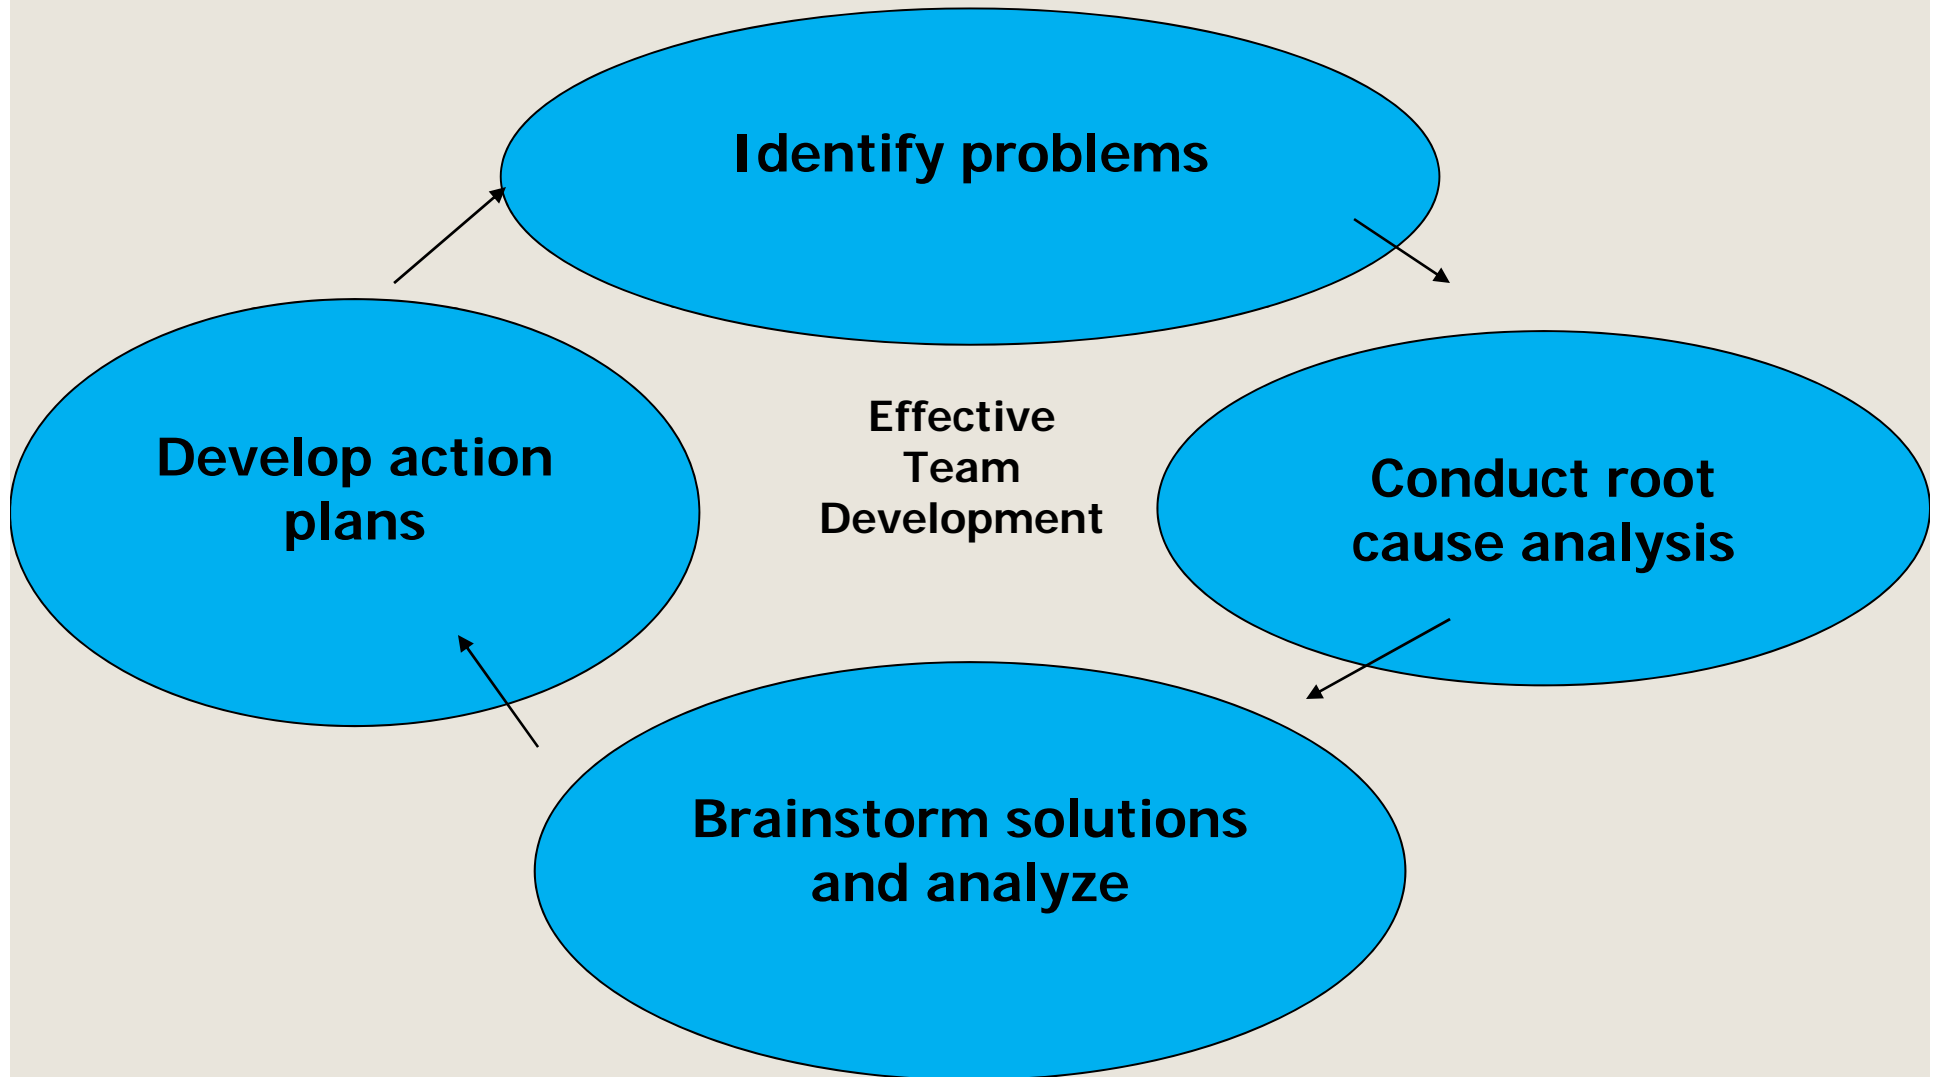 Identify problems
Effective
Team
Development
Develop action
plans
Conduct root
cause analysis
Brainstorm solutions
and analyze